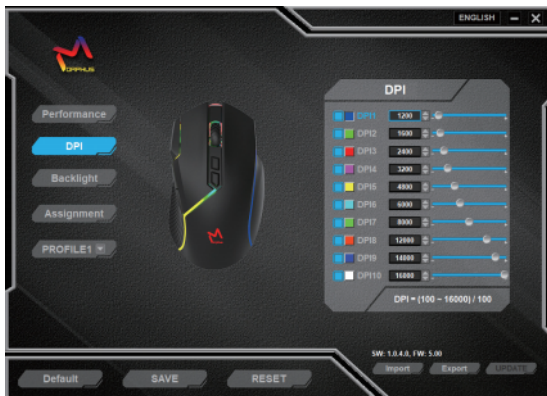 ENGLISH
ORPHUS
DPI
Performance
DPI
Backlight
Assignment
PROFILE1
DPI1 1200
DPI2 1600
DPI3 2400
DPI4 3200
DPI5 4800
DPI6 6000
DPI7 8000
DPI8 12000
DPI9 14000
DPI10 16000
DPI = (100 ~ 16000) / 100
SW: 1.0.4.0, FW: 5.00
Import Export UPDATE
Default SAVE RESET